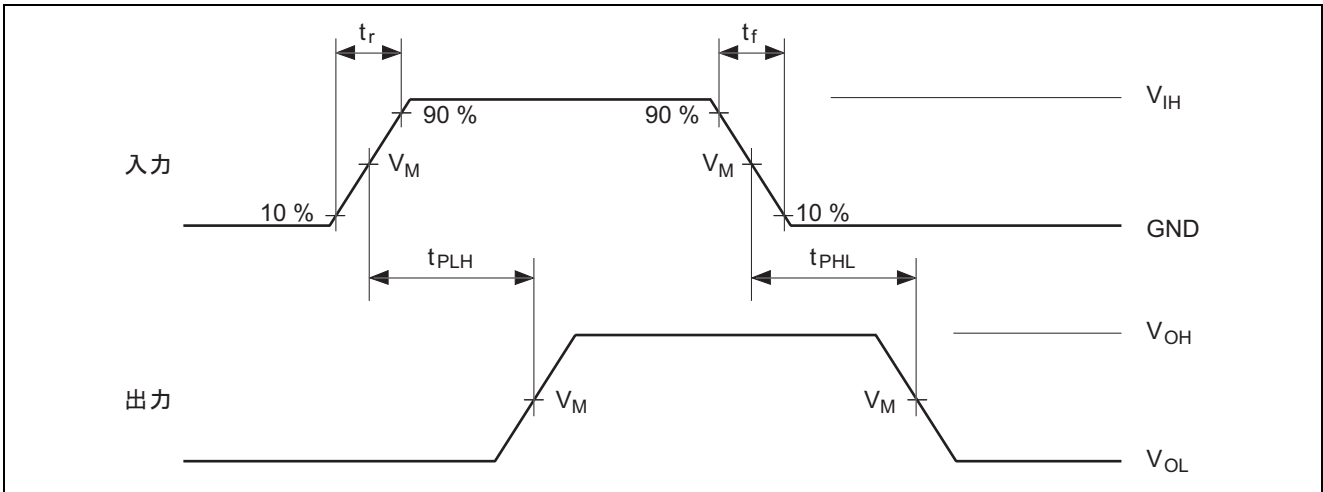 tr tf
VIH
90 % 90 %
入力 VM VM
10 % 10 %
GND
tPLH tPHL
VOH
出力 VM VM
VOL